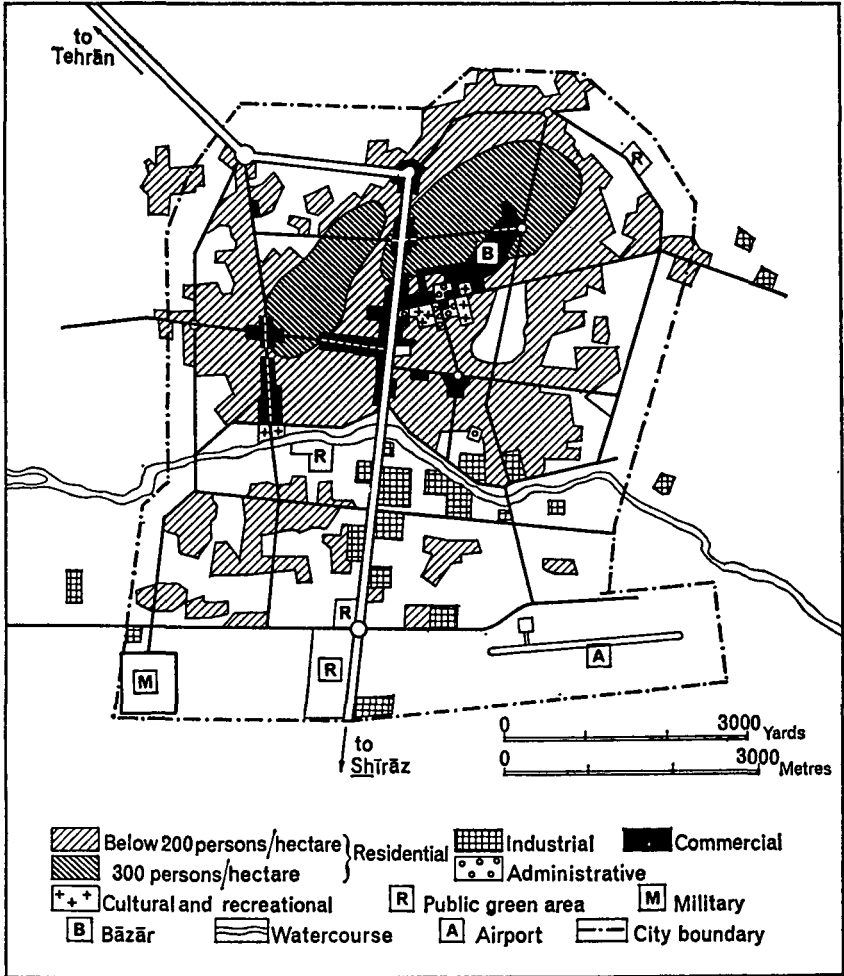 to
Tehrān
R
B
R
R
R
M
A
0 3000 Yards
0 3000 Metres
to
Shīrāz
Below 200 persons/hectare
300 persons/hectare
Residential
Industrial
Commercial
Administrative
Cultural and recreational
R Public green area
M Military
B Bāzār
Watercourse
A Airport
City boundary